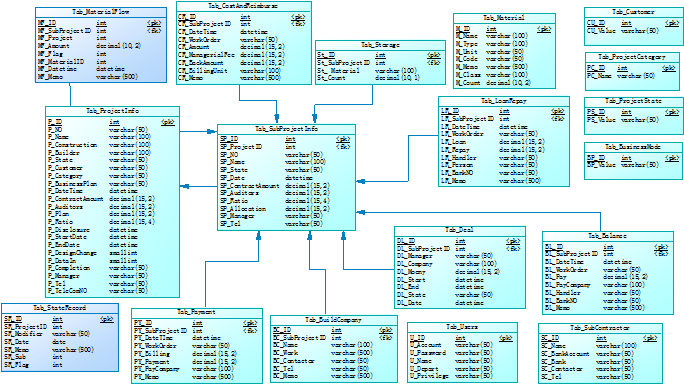 Tab_MaterialFlow
MF_ID int <pk>
MF_SubProjectID int <fk>
MF_Project int
MF_Amount decimal(10,2)
MF_Flag int
MF_MaterialID int
MF_Datetime datetime
MF_Memo varchar(500)
Tab_CostAndReimburse
CR_ID int <pk>
CR_SubProjectID int <fk>
CR_DateTime datetime
CR_WorkOrder varchar(50)
CR_Amount decimal(15,2)
CR_ManagerialFee decimal(15,2)
CR_BackAmount decimal(15,2)
CR_BillingUnit varchar(100)
CR_Memo varchar(500)
Tab_Storage
St_ID int <pk>
St_SubProjectID int <fk>
St_Material varchar(100)
St_Count decimal(10,1)
Tab_Material
M_ID int <pk>
M_Name varchar(100)
M_Type varchar(100)
M_Unit varchar(50)
M_Code varchar(50)
M_Memo varchar(500)
M_Class varchar(100)
M_Count decimal(10,2)
Tab_Customer
CU_ID int <pk>
CU_Value varchar(50)
Tab_ProjectCategory
PC_ID int <pk>
PC_Name varchar(50)
Tab_ProjectState
PS_ID int <pk>
PS_Value varchar(50)
Tab_BusinessMode
BP_ID int <pk>
BP_Value varchar(50)
Tab_ProjectInfo
P_ID int <pk>
P_NO varchar(50)
P_Name varchar(100)
P_Construction varchar(100)
P_Builder varchar(100)
P_State varchar(50)
P_Customer varchar(50)
P_Category varchar(50)
P_BusinessPlan varchar(50)
P_DateTime datetime
P_ContractAmount decimal(15,2)
P_Auditors decimal(15,2)
P_Plan decimal(15,2)
P_Ratio decimal(15,4)
P_Disclosure datetime
P_StartDate datetime
P_EndDate datetime
P_DesignChange smallint
P_DataIn smallint
P_Completion varchar(50)
P_Manager varchar(50)
P_Tel varchar(50)
P_TeleComNO varchar(50)
Tab_SubProjectInfo
SP_ID int <pk>
SP_ProjectID int <fk>
SP_NO varchar(50)
SP_Name varchar(100)
SP_State varchar(50)
SP_Date datetime
SP_ContractAmount decimal(15,2)
SP_Auditors decimal(15,2)
SP_Ratio decimal(15,4)
SP_Allocation decimal(15,2)
SP_Manager varchar(50)
SP_Tel varchar(50)
Tab_LoanRepay
LR_ID int <pk>
LR_SubProjectID int <fk>
LR_DateTime datetime
LR_WorkOrder varchar(50)
LR_Loan decimal(15,2)
LR_Repay decimal(15,2)
LR_Handler varchar(50)
LR_Person varchar(50)
LR_BankNO varchar(50)
LR_Memo varchar(500)
Tab_Deal
DL_ID int <pk>
DL_SubProjectID int <fk>
DL_Manager varchar(50)
DL_Company varchar(100)
DL_Moeny decimal(15,2)
DL_Start datetime
DL_End datetime
DL_State varchar(50)
DL_Date datetime
Tab_Balance
BL_ID int <pk>
BL_SubProjectID int <fk>
BL_DateTime datetime
BL_WorkOrder varchar(50)
BL_Pay decimal(15,2)
BL_PayCompany varchar(100)
BL_Handler varchar(50)
BL_BankNO varchar(50)
BL_Memo varchar(500)
Tab_StateRecord
SR_ID int <pk>
SR_ProjectID int
SR_Modifier varchar(50)
SR_Date date
SR_Memo varchar(500)
SR_Sub int
SR_Flag int
Tab_Payment
PY_ID int <pk>
PY_SubProjectID int <fk>
PY_DateTime datetime
PY_WorkOrder varchar(50)
PY_Billing decimal(15,2)
PY_Payment decimal(15,2)
PY_PayCompany varchar(100)
PY_Memo varchar(500)
Tab_BuildCompany
BC_ID int <pk>
BC_SubProjectID int <fk>
BC_Name varchar(100)
BC_Work varchar(500)
BC_Contactor varchar(50)
BC_Tel varchar(50)
BC_Memo varchar(500)
Tab_Users
U_ID int <pk>
U_Account varchar(50)
U_Password varchar(50)
U_Name varchar(50)
U_Depart varchar(50)
U_Privilege varchar(50)
Tab_SubContractor
SC_ID int <pk>
SC_Name varchar(100)
SC_BankAccount varchar(50)
SC_Bank varchar(50)
SC_Contactor varchar(50)
SC_Tel varchar(50)